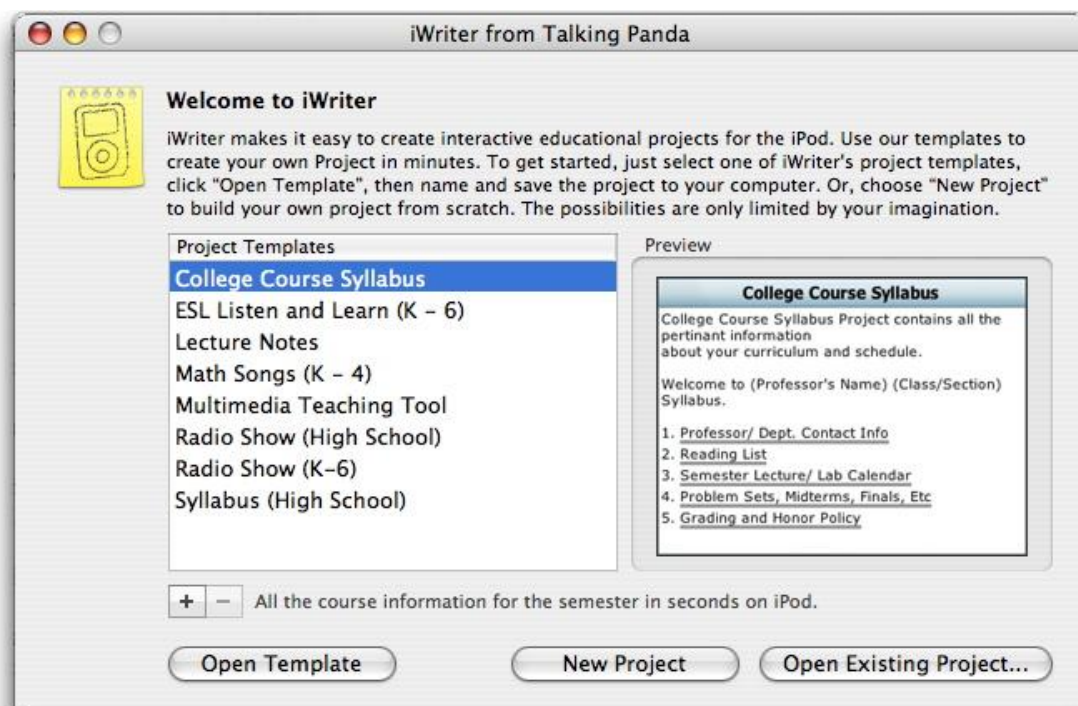 iWriter from Talking Panda
Welcome to iWriter
iWriter makes it easy to create interactive educational projects for the iPod. Use our templates to
create your own Project in minutes. To get started, just select one of iWriter's project templates,
click “Open Template”, then name and save the project to your computer. Or, choose “New Project”
to build your own project from scratch. The possibilities are only limited by your imagination.
Project Templates
College Course Syllabus
ESL Listen and Learn (K – 6)
Lecture Notes
Math Songs (K – 4)
Multimedia Teaching Tool
Radio Show (High School)
Radio Show (K–6)
Syllabus (High School)
Preview
College Course Syllabus
College Course Syllabus Project contains all the
pertinant information
about your curriculum and schedule.
Welcome to (Professor's Name) (Class/Section)
Syllabus.
1. Professor/ Dept. Contact Info
2. Reading List
3. Semester Lecture/ Lab Calendar
4. Problem Sets, Midterms, Finals, Etc
5. Grading and Honor Policy
+ – All the course information for the semester in seconds on iPod.
Open Template
New Project
Open Existing Project...